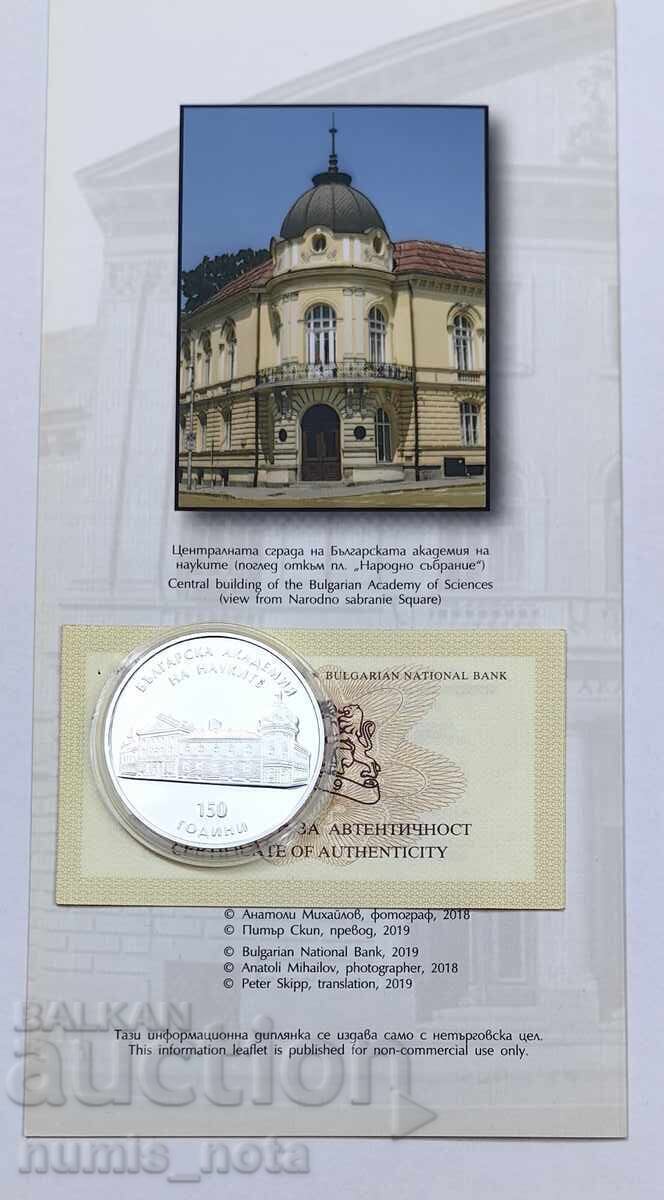 Централната сграда на Българската академия на
науките (поглед откъм пл. „Народно събрание“)
Central building of the Bulgarian Academy of Sciences
(view from Narodno sabranie Square)
БЪЛГАРСКА АКАДЕМИЯ
НА НАУКИТЕ
150
ГОДИНИ
BULGARIAN NATIONAL BANK
ЗА АВТЕНТИЧНОСТ
CERTIFICATE OF AUTHENTICITY
© Анатоли Михайлов, фотограф, 2018
© Питър Скип, превод, 2019
© Bulgarian National Bank, 2019
© Anatoli Mihailov, photographer, 2018
© Peter Skipp, translation, 2019
Тази информационна диплянка се издава само с нетърговска цел.
This information leaflet is published for non-commercial use only.
BALKAN
auction
numis_nota